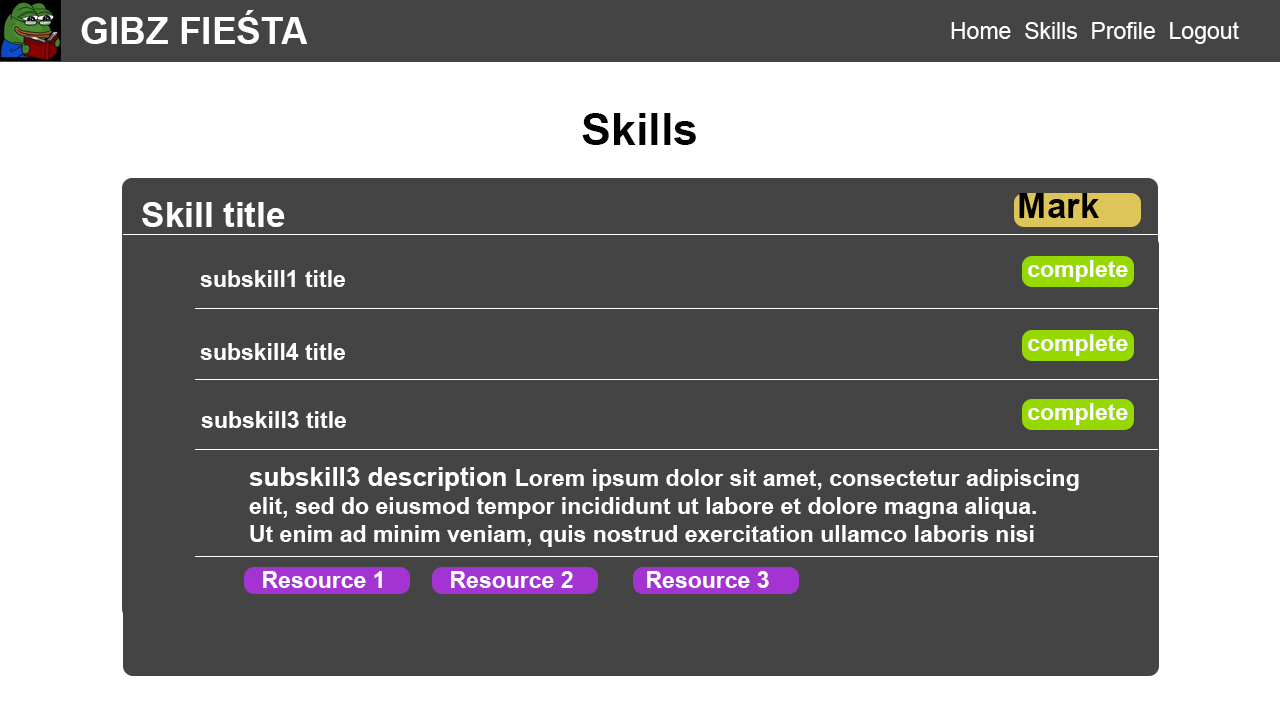 GIBZ FIEŚTA
Home Skills Profile Logout
Skills
Skill title
Mark
subskill1 title
complete
subskill4 title
complete
subskill3 title
complete
subskill3 description Lorem ipsum dolor sit amet, consectetur adipiscing
elit, sed do eiusmod tempor incididunt ut labore et dolore magna aliqua.
Ut enim ad minim veniam, quis nostrud exercitation ullamco laboris nisi
Resource 1
Resource 2
Resource 3